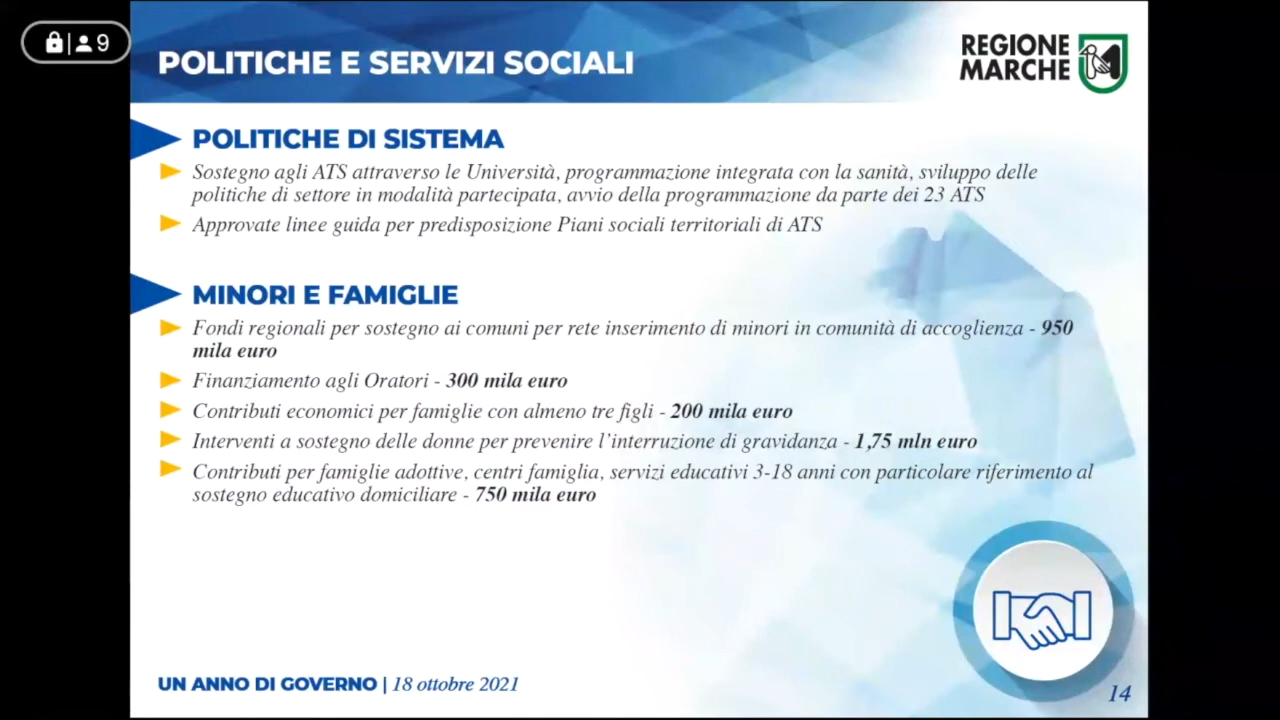 9
POLITICHE E SERVIZI SOCIALI
REGIONE
MARCHE
POLITICHE DI SISTEMA
Sostegno agli ATS attraverso le Università, programmazione integrata con la sanità, sviluppo delle
politiche di settore in modalità partecipata, avvio della programmazione da parte dei 23 ATS
Approvate linee guida per predisposizione Piani sociali territoriali di ATS
MINORI E FAMIGLIE
Fondi regionali per sostegno ai comuni per rete inserimento di minori in comunità di accoglienza - 950
mila euro
Finanziamento agli Oratori - 300 mila euro
Contributi economici per famiglie con almeno tre figli - 200 mila euro
Interventi a sostegno delle donne per prevenire l'interruzione di gravidanza - 1,75 mln euro
Contributi per famiglie adottive, centri famiglia, servizi educativi 3-18 anni con particolare riferimento al
sostegno educativo domiciliare - 750 mila euro
UN ANNO DI GOVERNO | 18 ottobre 2021
14